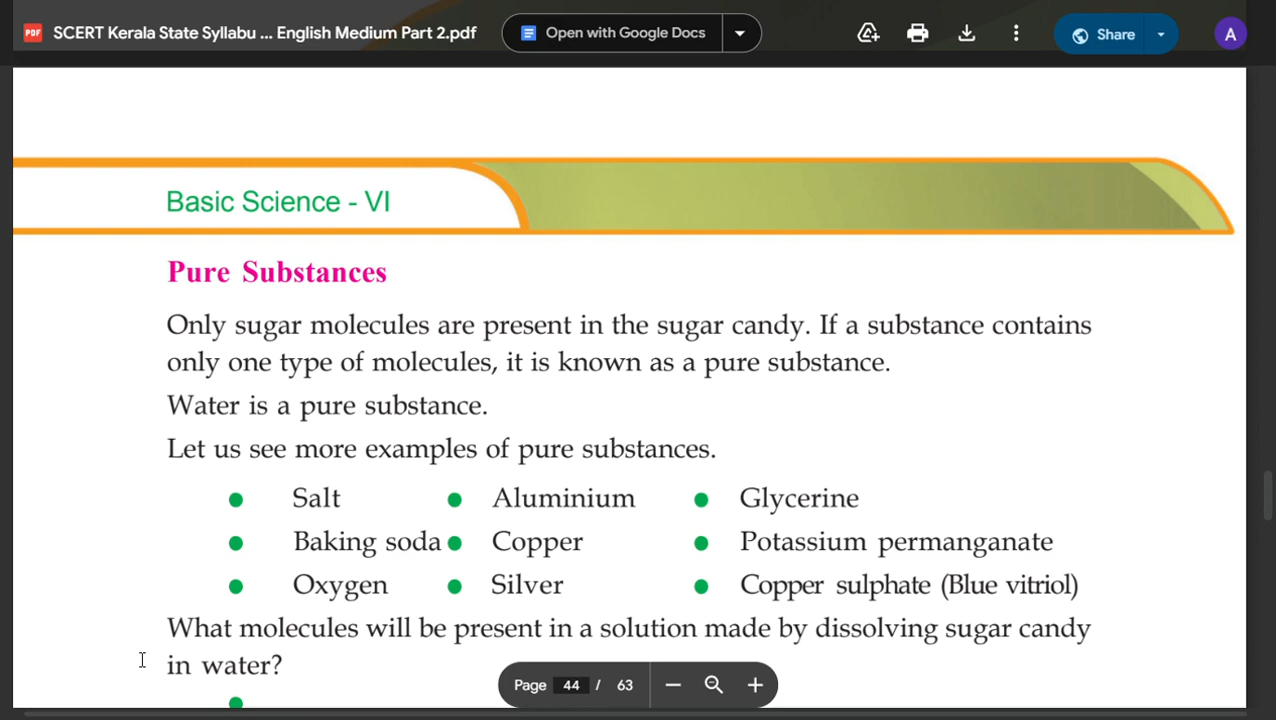 PDF SCERT Kerala State Syllabu ... English Medium Part 2.pdf Open with Google Docs Share A
Basic Science - VI
Pure Substances
Only sugar molecules are present in the sugar candy. If a substance contains
only one type of molecules, it is known as a pure substance.
Water is a pure substance.
Let us see more examples of pure substances.
● Salt ● Aluminium ● Glycerine
● Baking soda ● Copper ● Potassium permanganate
● Oxygen ● Silver ● Copper sulphate (Blue vitriol)
What molecules will be present in a solution made by dissolving sugar candy
in water?
Page 44 / 63